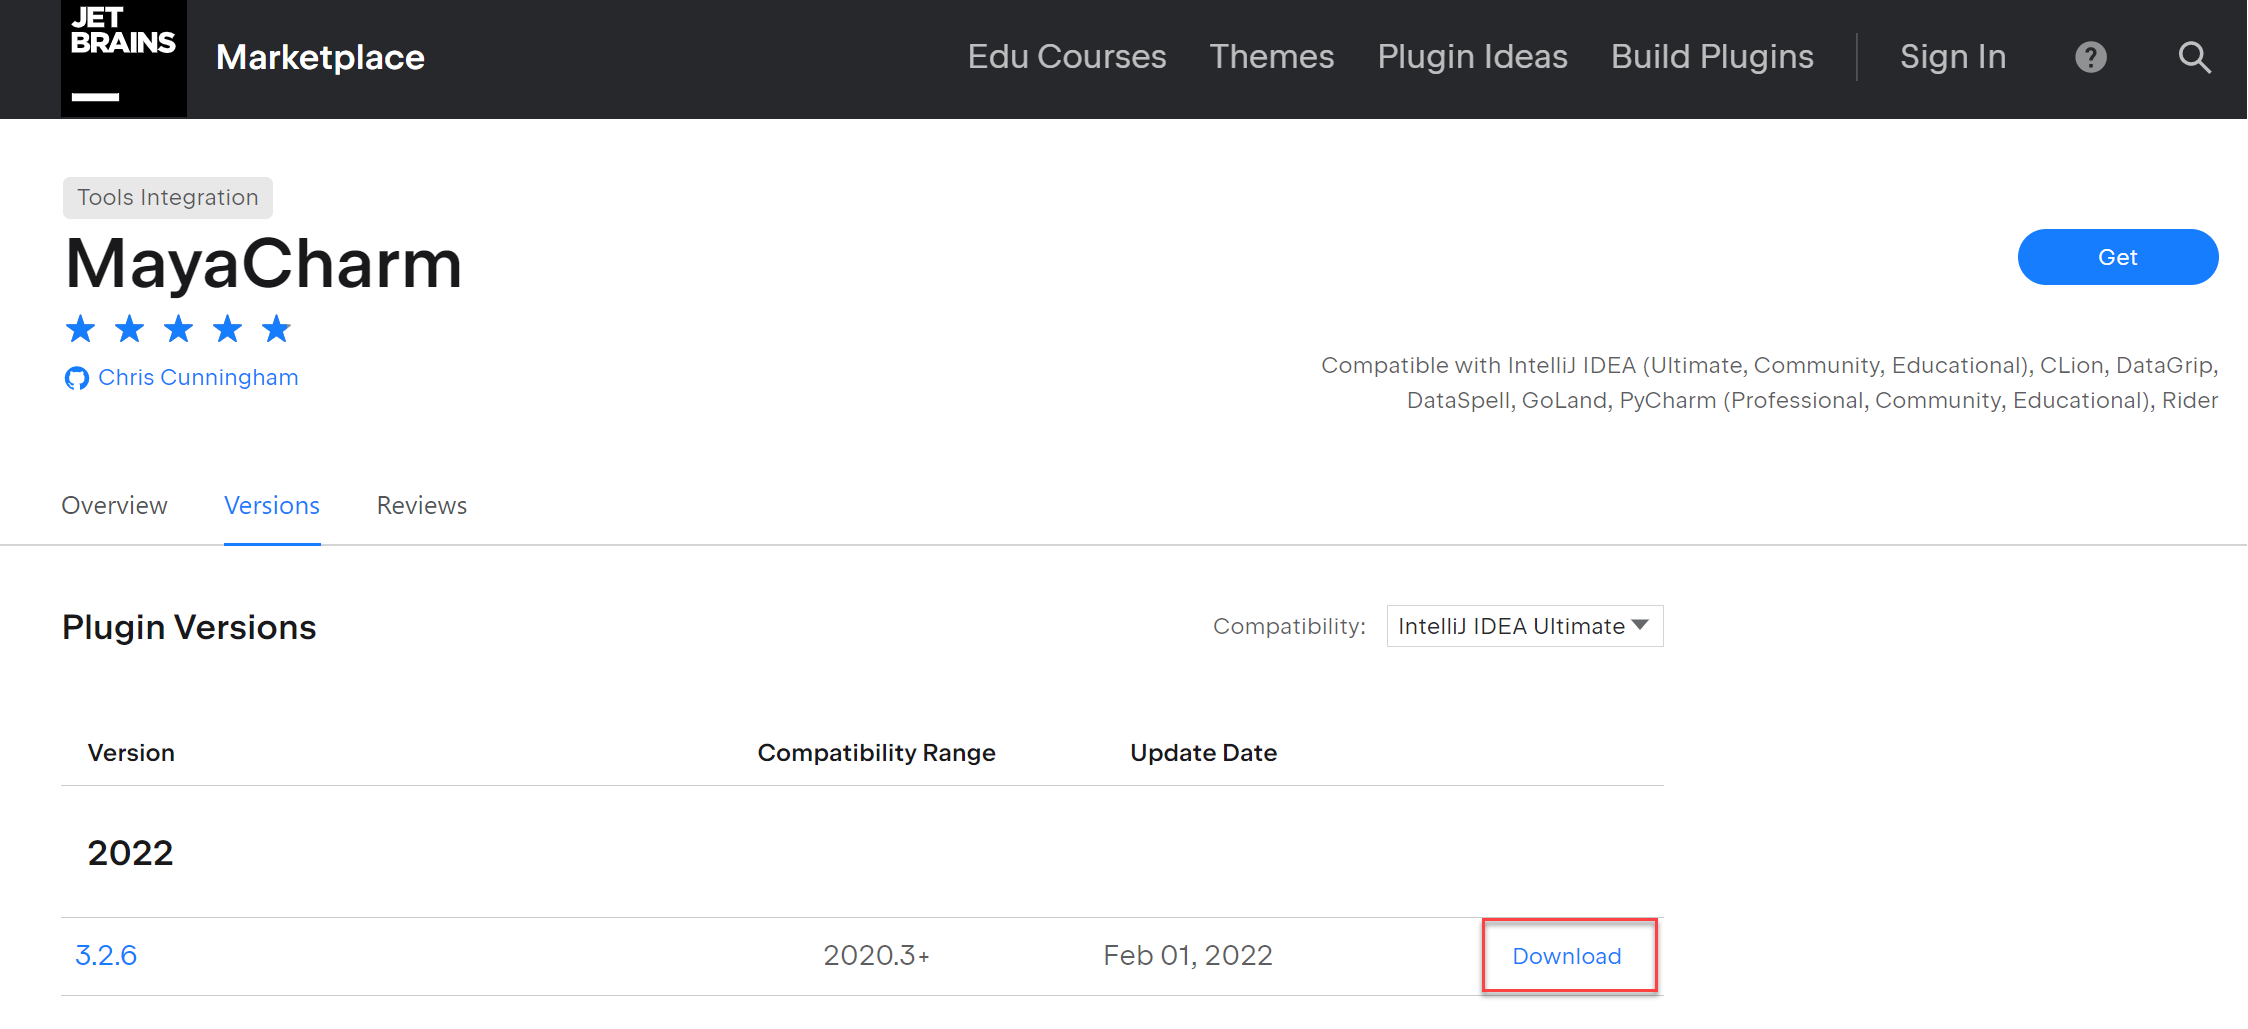 JET
BRAINS
Marketplace
Edu Courses
Themes
Plugin Ideas
Build Plugins
Sign In
?
Tools Integration
MayaCharm
Get
Chris Cunningham
Compatible with IntelliJ IDEA (Ultimate, Community, Educational), CLion, DataGrip,
DataSpell, GoLand, PyCharm (Professional, Community, Educational), Rider
Overview
Versions
Reviews
Plugin Versions
Compatibility:
IntelliJ IDEA Ultimate
Version
Compatibility Range
Update Date
2022
3.2.6
2020.3+
Feb 01, 2022
Download